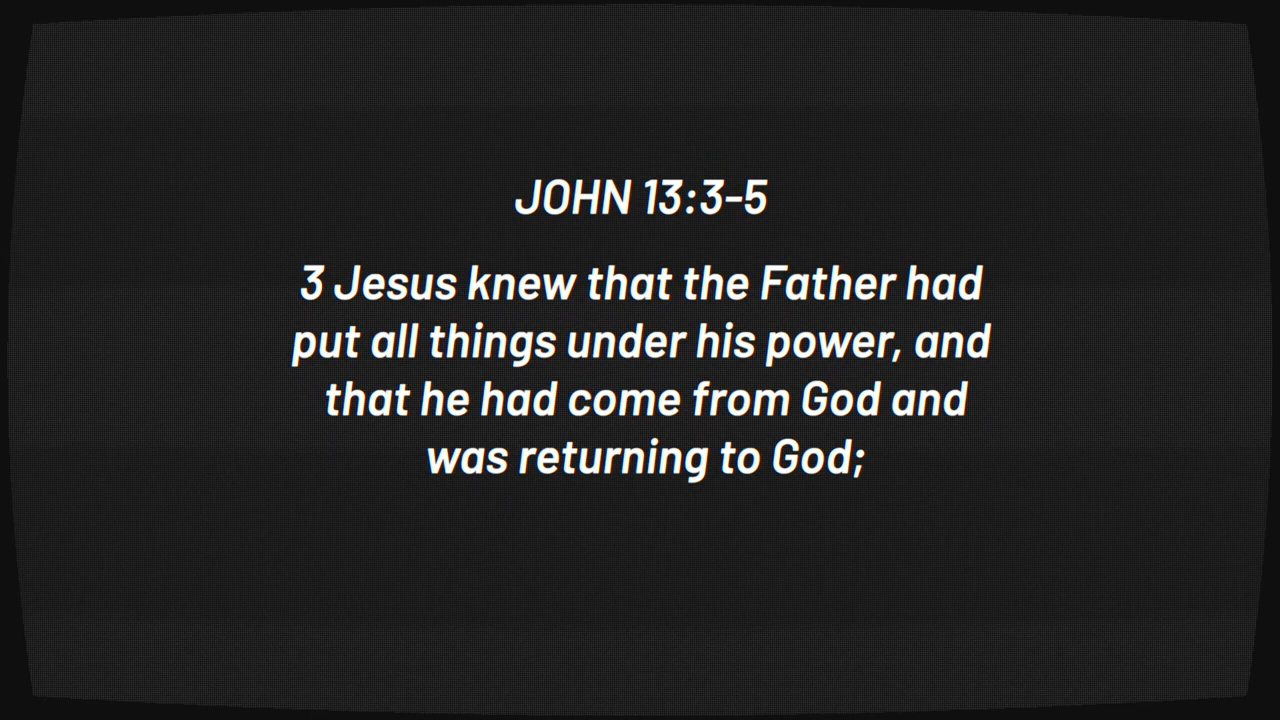 JOHN 13:3-5
3 Jesus knew that the Father had
put all things under his power, and
that he had come from God and
was returning to God;